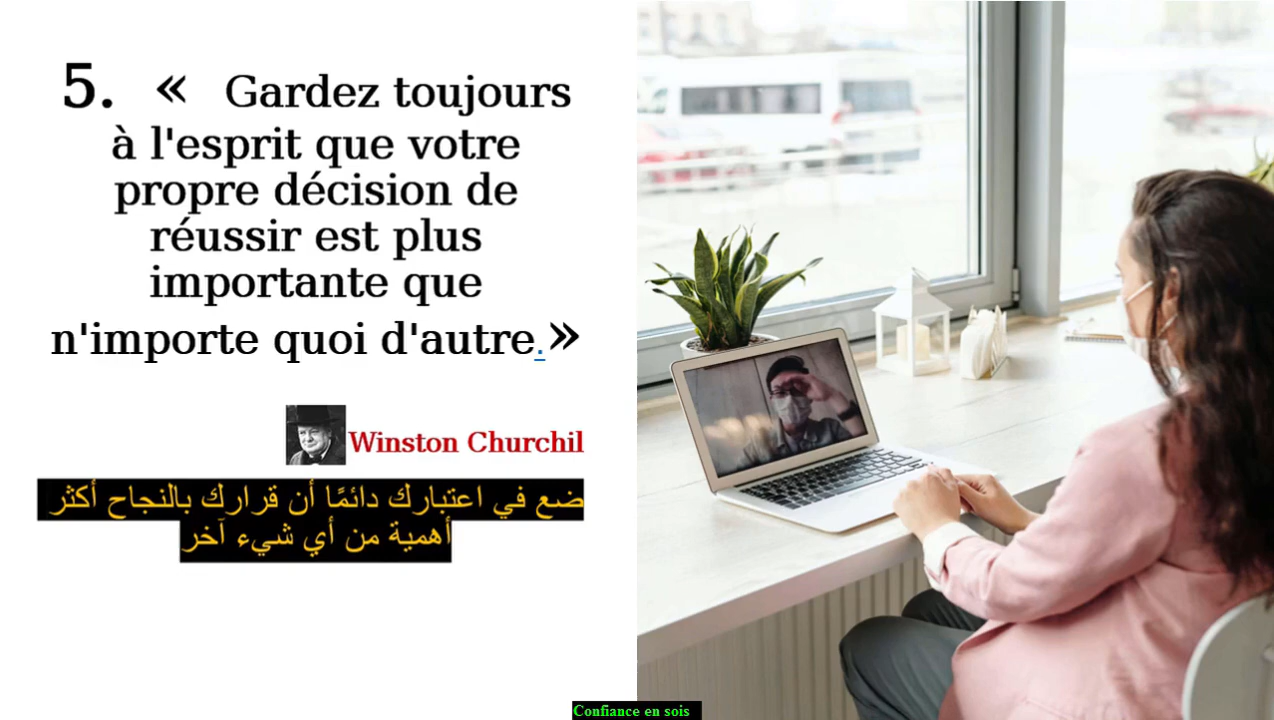 5. « Gardez toujours
à l'esprit que votre
propre décision de
réussir est plus
importante que
n'importe quoi d'autre.»
Winston Churchil
ضع في اعتبارك دائمًا أن قرارك بالنجاح أكثر
أهمية من أي شيء آخر
Confiance en sois